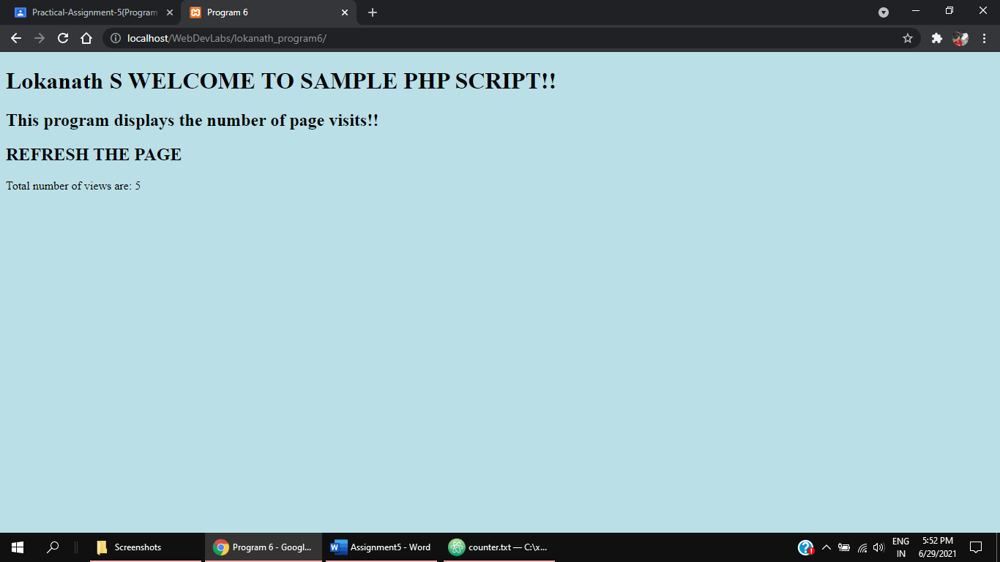 Practical-Assignment-5(Program
Program 6
localhost/WebDevLabs/lokanath_program6/
Lokanath S WELCOME TO SAMPLE PHP SCRIPT!!
This program displays the number of page visits!!
REFRESH THE PAGE
Total number of views are: 5
Screenshots
Program 6 - Googl...
Assignment5 - Word
counter.txt — C:\x...
ENG
IN
5:52 PM
6/29/2021